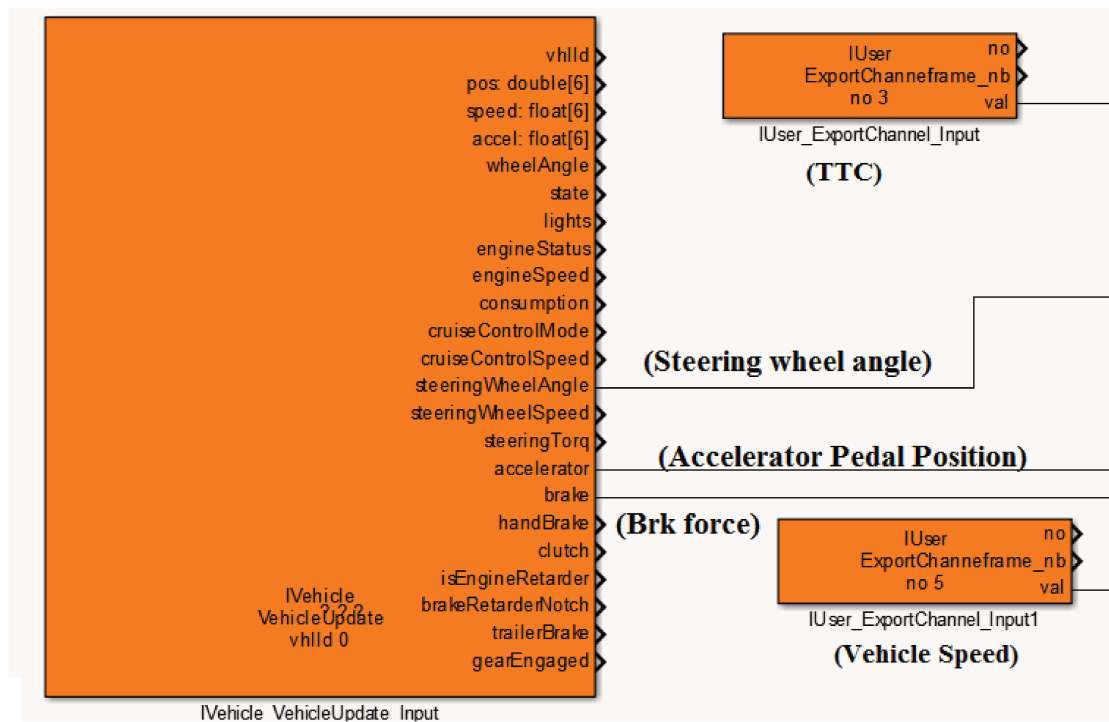 vhlId
pos: double[6]
speed: float[6]
accel: float[6]
wheelAngle
state
lights
engineStatus
engineSpeed
consumption
cruiseControlMode
cruiseControlSpeed
steeringWheelAngle
steeringWheelSpeed
steeringTorq
accelerator
brake
handBrake
clutch
isEngineRetarder
brakeRetarderNotch
trailerBrake
gearEngaged
IVehicle
? ? ?
VehicleUpdate
vhlId 0
IVehicle_VehicleUpdate_Input
IUser
ExportChanneframe_nb
no 3
no
val
IUser_ExportChannel_Input
(TTC)
(Steering wheel angle)
(Accelerator Pedal Position)
(Brk force)
IUser
ExportChanneframe_nb
no 5
no
val
IUser_ExportChannel_Input1
(Vehicle Speed)